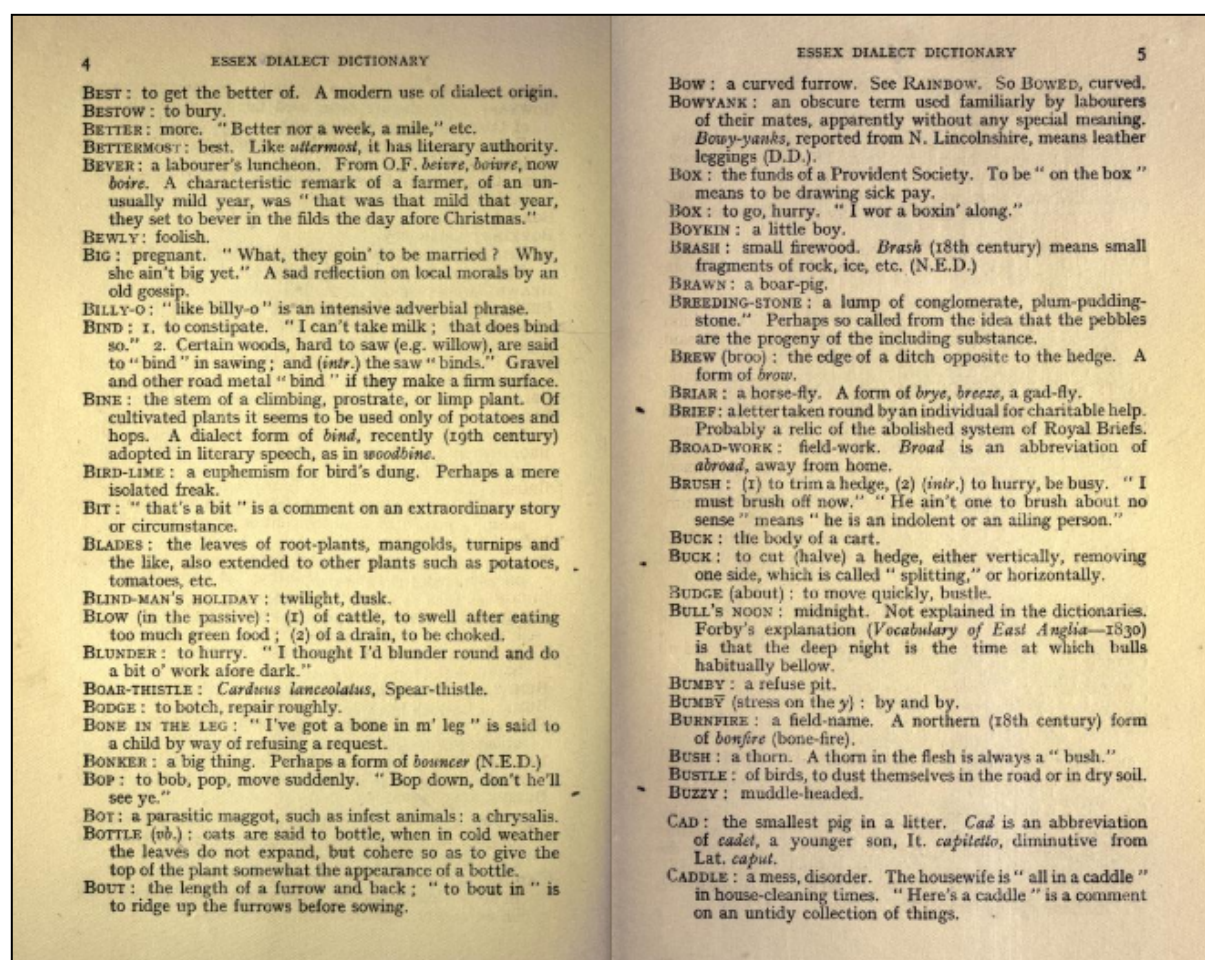 4 ESSEX DIALECT DICTIONARY
BEST : to get the better of. A modern use of dialect origin.
BESTOW : to bury.
BETTER : more. “ Better nor a week, a mile,” etc.
BETTERMOST : best. Like uttermost, it has literary authority.
BEVER : a labourer's luncheon. From O.F. beivre, boivre, now
boire. A characteristic remark of a farmer, of an un-
usually mild year, was “ that was that mild that year,
they set to bever in the filds the day afore Christmas.”
BEWLY : foolish.
BIG : pregnant. “ What, they goin' to be married ? Why,
she ain't big yet.” A sad reflection on local morals by an
old gossip.
BILLY-O : “ like billy-o ” is an intensive adverbial phrase.
BIND : 1. to constipate. “ I can't take milk ; that does bind
so.” 2. Certain woods, hard to saw (e.g. willow), are said
to “ bind ” in sawing ; and (intr.) the saw “ binds.” Gravel
and other road metal “ bind ” if they make a firm surface.
BINE : the stem of a climbing, prostrate, or limp plant. Of
cultivated plants it seems to be used only of potatoes and
hops. A dialect form of bind, recently (19th century)
adopted in literary speech, as in woodbine.
BIRD-LIME : a euphemism for bird's dung. Perhaps a mere
isolated freak.
BIT : “ that's a bit ” is a comment on an extraordinary story
or circumstance.
BLADES : the leaves of root-plants, mangolds, turnips and
the like, also extended to other plants such as potatoes,
tomatoes, etc.
BLIND-MAN'S HOLIDAY : twilight, dusk.
BLOW (in the passive) : (1) of cattle, to swell after eating
too much green food ; (2) of a drain, to be choked.
BLUNDER : to hurry. “ I thought I'd blunder round and do
a bit o' work afore dark.”
BOAR-THISTLE : Carduus lanceolatus, Spear-thistle.
BODGE : to botch, repair roughly.
BONE IN THE LEG : “ I've got a bone in m' leg ” is said to
a child by way of refusing a request.
BONKER : a big thing. Perhaps a form of bouncer (N.E.D.)
BOP : to bob, pop, move suddenly. “ Bop down, don't he'll
see ye.”
BOT : a parasitic maggot, such as infest animals : a chrysalis.
BOTTLE (vb.) : oats are said to bottle, when in cold weather
the leaves do not expand, but cohere so as to give the
top of the plant somewhat the appearance of a bottle.
BOUT : the length of a furrow and back ; “ to bout in ” is
to ridge up the furrows before sowing.
ESSEX DIALECT DICTIONARY 5
BOW : a curved furrow. See RAINBOW. So BOWED, curved.
BOWYANK : an obscure term used familiarly by labourers
of their mates, apparently without any special meaning.
Bowy-yanks, reported from N. Lincolnshire, means leather
leggings (D.D.).
BOX : the funds of a Provident Society. To be “ on the box ”
means to be drawing sick pay.
BOX : to go, hurry. “ I wor a boxin' along.”
BOYKIN : a little boy.
BRASH : small firewood. Brash (18th century) means small
fragments of rock, ice, etc. (N.E.D.)
BRAWN : a boar-pig.
BREEDING-STONE : a lump of conglomerate, plum-pudding-
stone.” Perhaps so called from the idea that the pebbles
are the progeny of the including substance.
BREW (broo) : the edge of a ditch opposite to the hedge. A
form of brow.
BRIAR : a horse-fly. A form of brye, breeze, a gad-fly.
BRIEF : a letter taken round by an individual for charitable help.
Probably a relic of the abolished system of Royal Briefs.
BROAD-WORK : field-work. Broad is an abbreviation of
abroad, away from home.
BRUSH : (1) to trim a hedge, (2) (intr.) to hurry, be busy. “ I
must brush off now.” “ He ain't one to brush about no
sense ” means “ he is an indolent or an ailing person.”
BUCK : the body of a cart.
BUCK : to cut (halve) a hedge, either vertically, removing
one side, which is called “ splitting,” or horizontally.
BUDGE (about) : to move quickly, bustle.
BULL'S NOON : midnight. Not explained in the dictionaries.
Forby's explanation (Vocabulary of East Anglia—1830)
is that the deep night is the time at which bulls
habitually bellow.
BUMBY : a refuse pit.
BUMBȲ (stress on the y) : by and by.
BURNFIRE : a field-name. A northern (18th century) form
of bonfire (bone-fire).
BUSH : a thorn. A thorn in the flesh is always a “ bush.”
BUSTLE : of birds, to dust themselves in the road or in dry soil.
BUZZY : muddle-headed.
CAD : the smallest pig in a litter. Cad is an abbreviation
of cadet, a younger son, It. capitetto, diminutive from
Lat. caput.
CADDLE : a mess, disorder. The housewife is “ all in a caddle ”
in house-cleaning times. “ Here's a caddle ” is a comment
on an untidy collection of things.